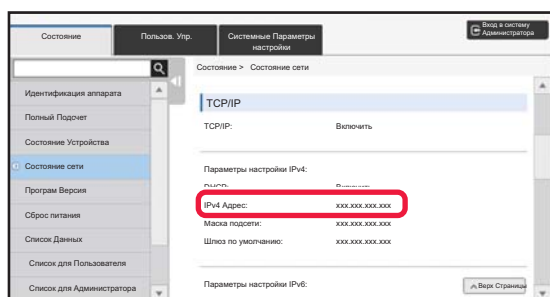 Состояние
Пользов. Упр.
Системные Параметры
настройки
Вход в систему
Администратора
Состояние > Состояние сети
Идентификация аппарата
Полный Подсчет
Состояние Устройства
Состояние сети
Програм Версия
Сброс питания
Список Данных
Список для Пользователя
Список для Администратора
TCP/IP
TCP/IP: Включить
Параметры настройки IPv4:
DHCP: Включить
IPv4 Адрес: xxx.xxx.xxx.xxx
Маска подсети: xxx.xxx.xxx.xxx
Шлюз по умолчанию: xxx.xxx.xxx.xxx
Параметры настройки IPv6:
Верх Страницы